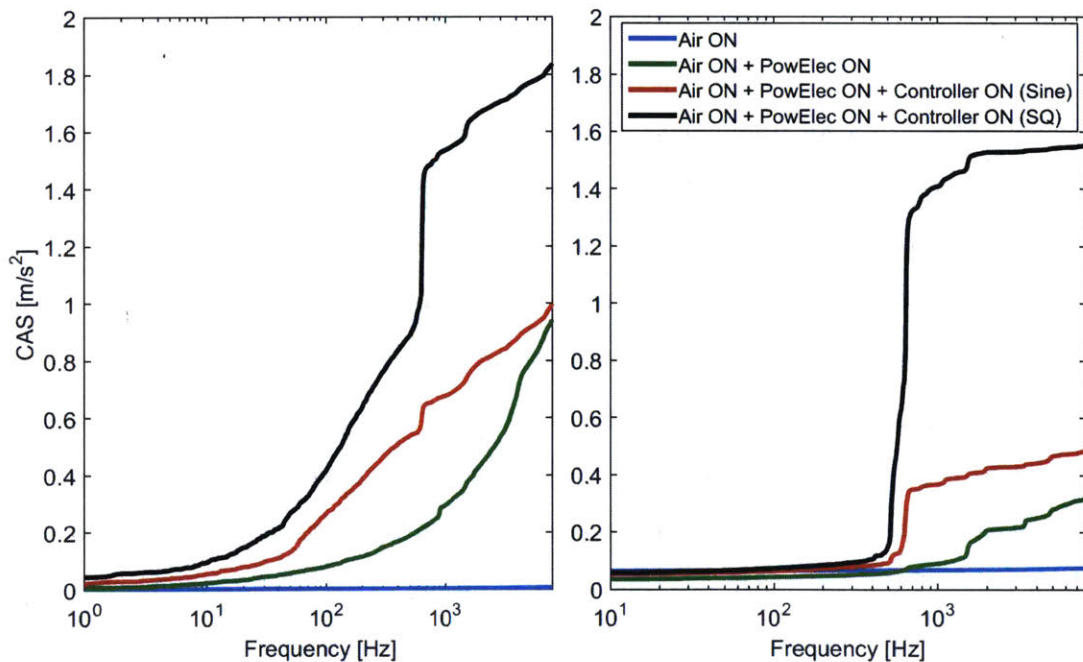 2
1.8
1.6
1.4
1.2
1
0.8
0.6
0.4
0.2
0
CAS [m/s²]
10⁰ 10¹ 10² 10³
Frequency [Hz]
2
1.8
1.6
1.4
1.2
1
0.8
0.6
0.4
0.2
0
10¹ 10² 10³
Frequency [Hz]
Air ON
Air ON + PowElec ON
Air ON + PowElec ON + Controller ON (Sine)
Air ON + PowElec ON + Controller ON (SQ)